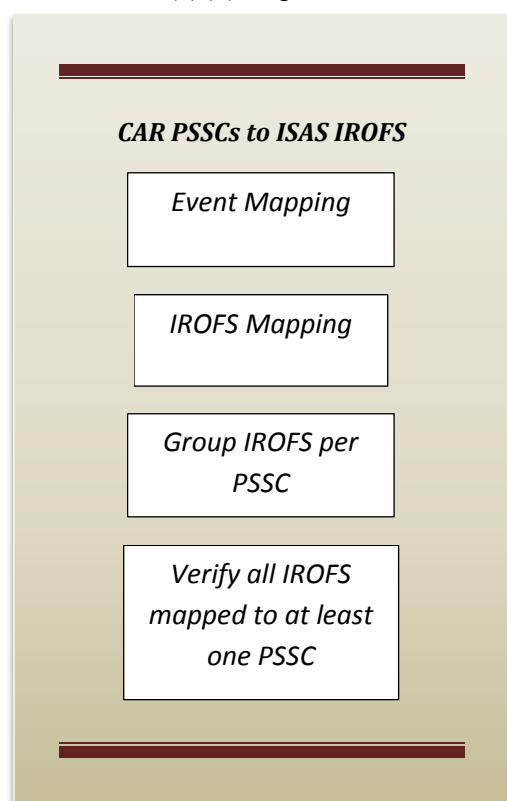 CAR PSSCs to ISAS IROFS
Event Mapping
IROFS Mapping
Group IROFS per
PSSC
Verify all IROFS
mapped to at least
one PSSC